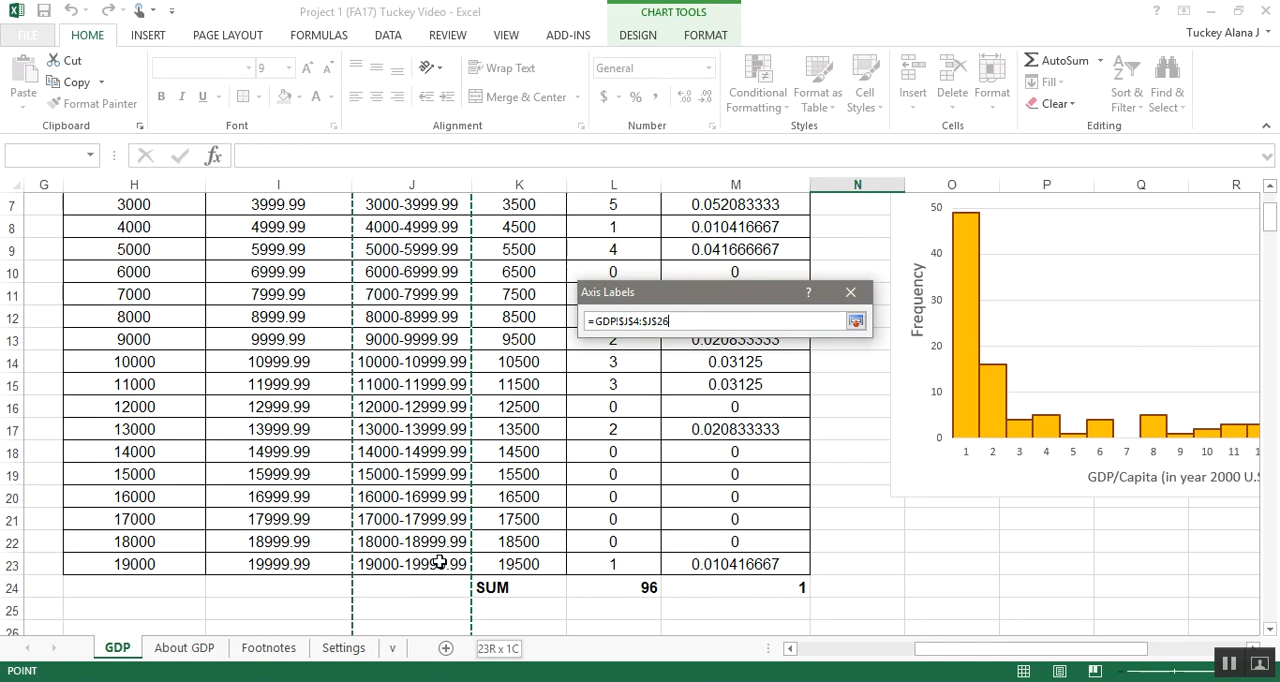 Project 1 (FA17) Tuckey Video - Excel
CHART TOOLS
?
FILE HOME INSERT PAGE LAYOUT FORMULAS DATA REVIEW VIEW ADD-INS DESIGN FORMAT
Tuckey Alana J
Paste
Cut
Copy
Format Painter
Clipboard
9
A A
B I U A
Font
Wrap Text
Merge & Center
Alignment
General
$ % ,
Number
Conditional Formatting
Format as Table
Cell Styles
Styles
Insert
Delete
Format
Cells
AutoSum
Fill
Clear
Sort & Filter
Find & Select
Editing
fx
G H I J K L M N O P Q R
7 3000 3999.99 3000-3999.99 3500 5 0.052083333
8 4000 4999.99 4000-4999.99 4500 1 0.010416667
9 5000 5999.99 5000-5999.99 5500 4 0.041666667
10 6000 6999.99 6000-6999.99 6500 0 0
11 7000 7999.99 7000-7999.99 7500
12 8000 8999.99 8000-8999.99 8500
13 9000 9999.99 9000-9999.99 9500 2 0.020833333
14 10000 10999.99 10000-10999.99 10500 3 0.03125
15 11000 11999.99 11000-11999.99 11500 3 0.03125
16 12000 12999.99 12000-12999.99 12500 0 0
17 13000 13999.99 13000-13999.99 13500 2 0.020833333
18 14000 14999.99 14000-14999.99 14500 0 0
19 15000 15999.99 15000-15999.99 15500 0 0
20 16000 16999.99 16000-16999.99 16500 0 0
21 17000 17999.99 17000-17999.99 17500 0 0
22 18000 18999.99 18000-18999.99 18500 0 0
23 19000 19999.99 19000-19999.99 19500 1 0.010416667
24 SUM 96 1
25
26
Axis Labels ?
=GDP!$J$4:$J$26
50
40
30
20
10
0
Frequency
1 2 3 4 5 6 7 8 9 10 11 1
GDP/Capita (in year 2000 U.S
GDP About GDP Footnotes Settings v 23R x 1C
POINT